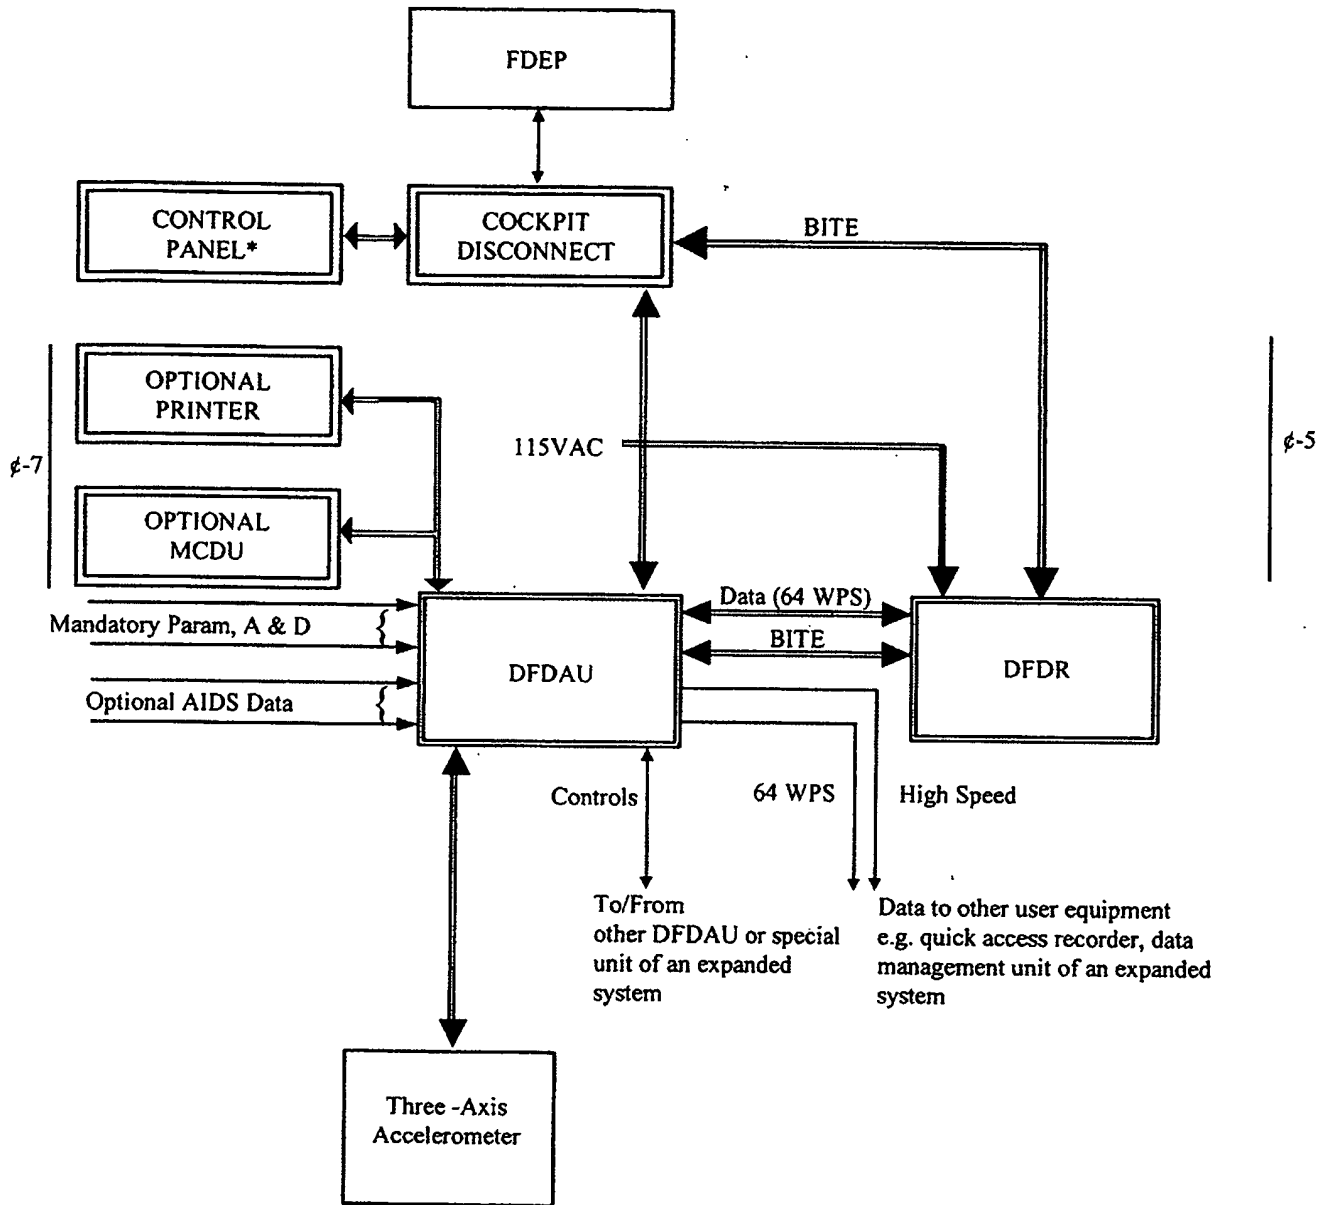 FDEP
CONTROL
PANEL*
COCKPIT
DISCONNECT
BITE
OPTIONAL
PRINTER
115VAC
¢-7
¢-5
OPTIONAL
MCDU
Mandatory Param, A & D
Optional AIDS Data
DFDAU
Data (64 WPS)
BITE
DFDR
Controls
64 WPS
High Speed
To/From
other DFDAU or special
unit of an expanded
system
Data to other user equipment
e.g. quick access recorder, data
management unit of an expanded
system
Three -Axis
Accelerometer